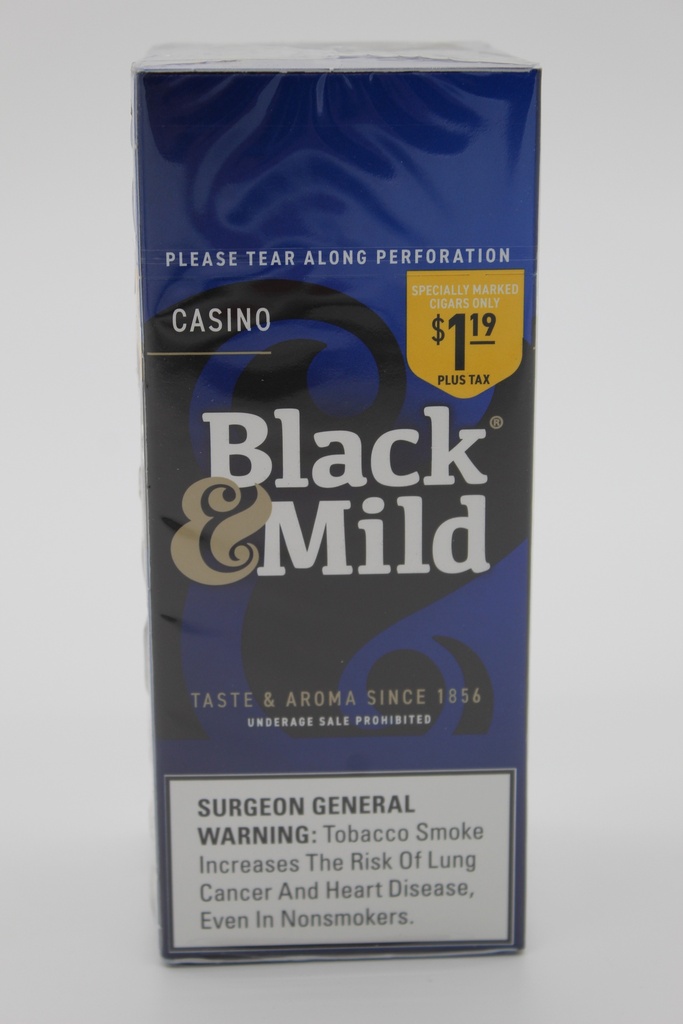 PLEASE TEAR ALONG PERFORATION
SPECIALLY MARKED
CIGARS ONLY
$1.19
PLUS TAX
CASINO
Black®
& Mild
TASTE & AROMA SINCE 1856
UNDERAGE SALE PROHIBITED
SURGEON GENERAL
WARNING: Tobacco Smoke
Increases The Risk Of Lung
Cancer And Heart Disease,
Even In Nonsmokers.